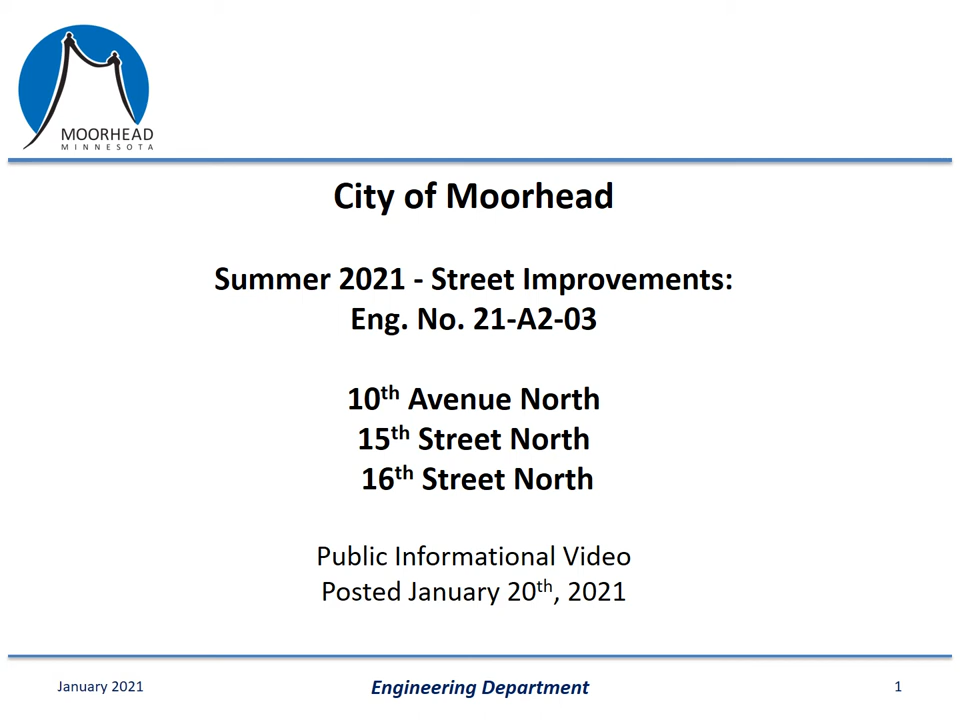 MOORHEAD
MINNESOTA
City of Moorhead
Summer 2021 - Street Improvements:
Eng. No. 21-A2-03
10th Avenue North
15th Street North
16th Street North
Public Informational Video
Posted January 20th, 2021
January 2021
Engineering Department
1